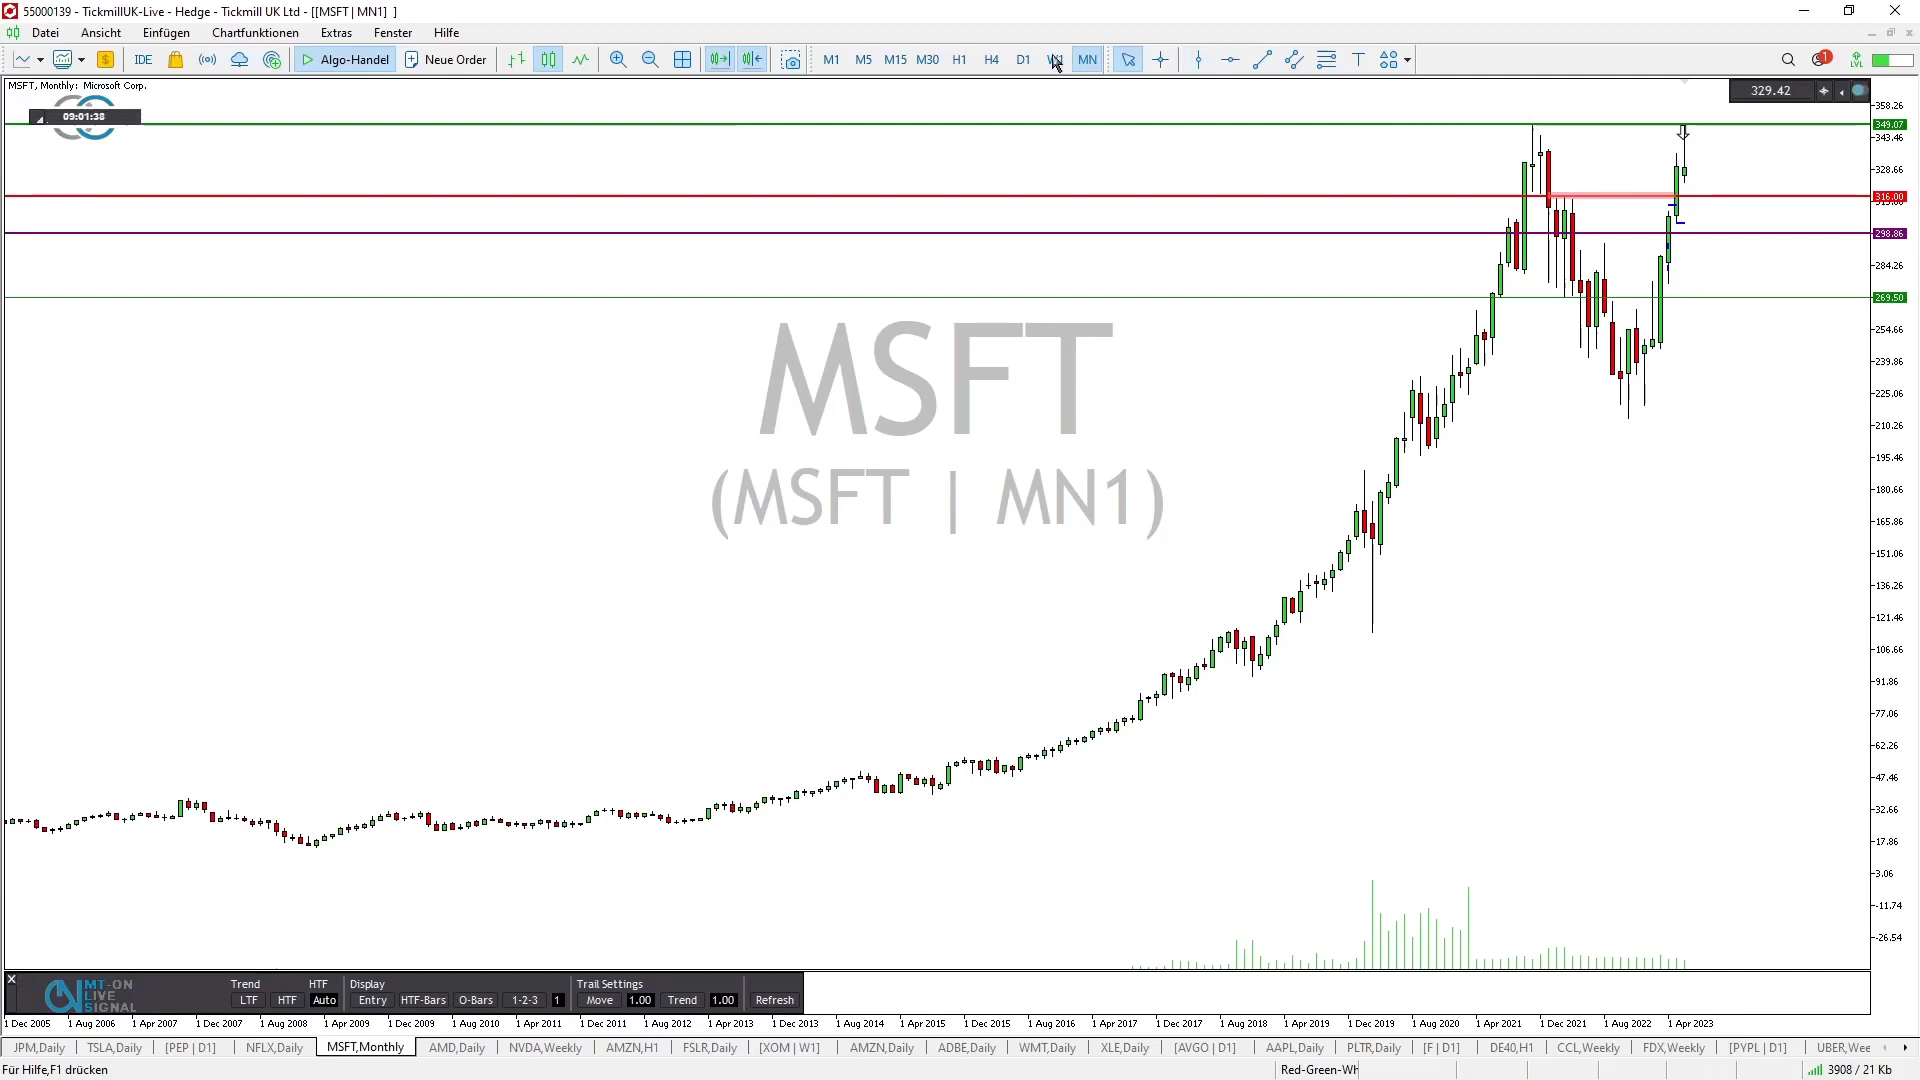 55000139 - TickmillUK-Live - Hedge - Tickmill UK Ltd - [[MSFT | MN1] ]
Datei Ansicht Einfügen Chartfunktionen Extras Fenster Hilfe
IDE Algo-Handel Neue Order M1 M5 M15 M30 H1 H4 D1 MN 1 LVL
MSFT, Monthly: Microsoft Corp.
09:01:38
329.42
358.26
349.07
343.46
328.66
316.00
298.86
284.26
269.50
254.66
239.86
225.06
210.26
195.46
180.66
165.86
151.06
136.26
121.46
106.66
91.86
77.06
62.26
47.46
32.66
17.86
3.06
-11.74
-26.54
MSFT
(MSFT | MN1)
MT-ON
LIVE
SIGNAL
Trend HTF Display Trail Settings
LTF HTF Auto Entry HTF-Bars O-Bars 1-2-3 1 Move 1.00 Trend 1.00 Refresh
1 Dec 2005 1 Aug 2006 1 Apr 2007 1 Dec 2007 1 Aug 2008 1 Apr 2009 1 Dec 2009 1 Aug 2010 1 Apr 2011 1 Dec 2011 1 Aug 2012 1 Apr 2013 1 Dec 2013 1 Aug 2014 1 Apr 2015 1 Dec 2015 1 Aug 2016 1 Apr 2017 1 Dec 2017 1 Aug 2018 1 Apr 2019 1 Dec 2019 1 Aug 2020 1 Apr 2021 1 Dec 2021 1 Aug 2022 1 Apr 2023
JPM,Daily TSLA,Daily [PEP | D1] NFLX,Daily MSFT,Monthly AMD,Daily NVDA,Weekly AMZN,H1 FSLR,Daily [XOM | W1] AMZN,Daily ADBE,Daily WMT,Daily XLE,Daily [AVGO | D1] AAPL,Daily PLTR,Daily [F | D1] DE40,H1 CCL,Weekly FDX,Weekly [PYPL | D1] UBER,Wee
Für Hilfe,F1 drücken Red-Green-Wh 3908 / 21 Kb